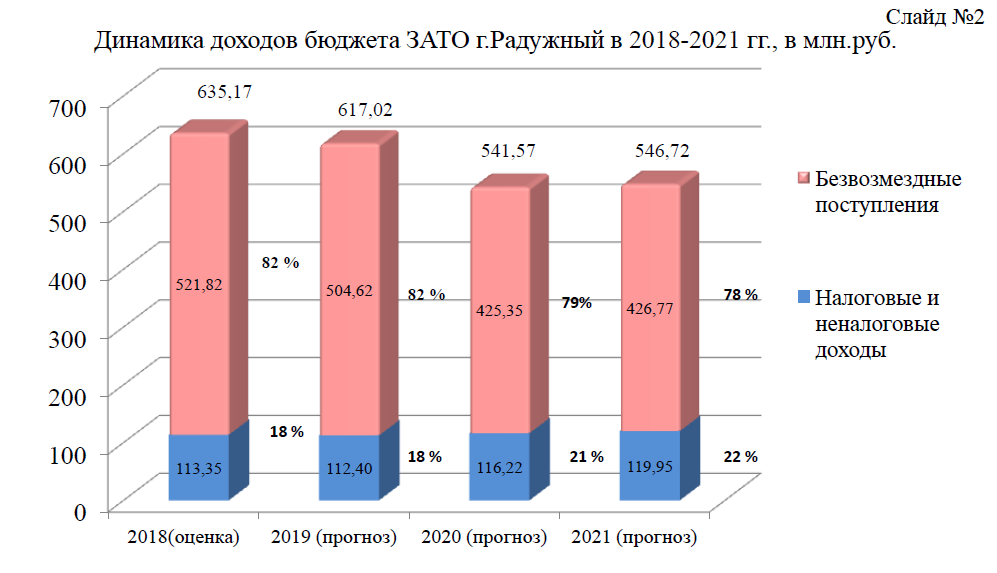 Слайд №2
Динамика доходов бюджета ЗАТО г.Радужный в 2018-2021 гг., в млн.руб.
700
600
500
400
300
200
100
0
635,17
617,02
541,57
546,72
521,82
82 %
504,62
82 %
425,35
79%
426,77
78 %
113,35
18 %
112,40
18 %
116,22
21 %
119,95
22 %
2018(оценка)
2019 (прогноз)
2020 (прогноз)
2021 (прогноз)
Безвозмездные
поступления
Налоговые и
неналоговые
доходы